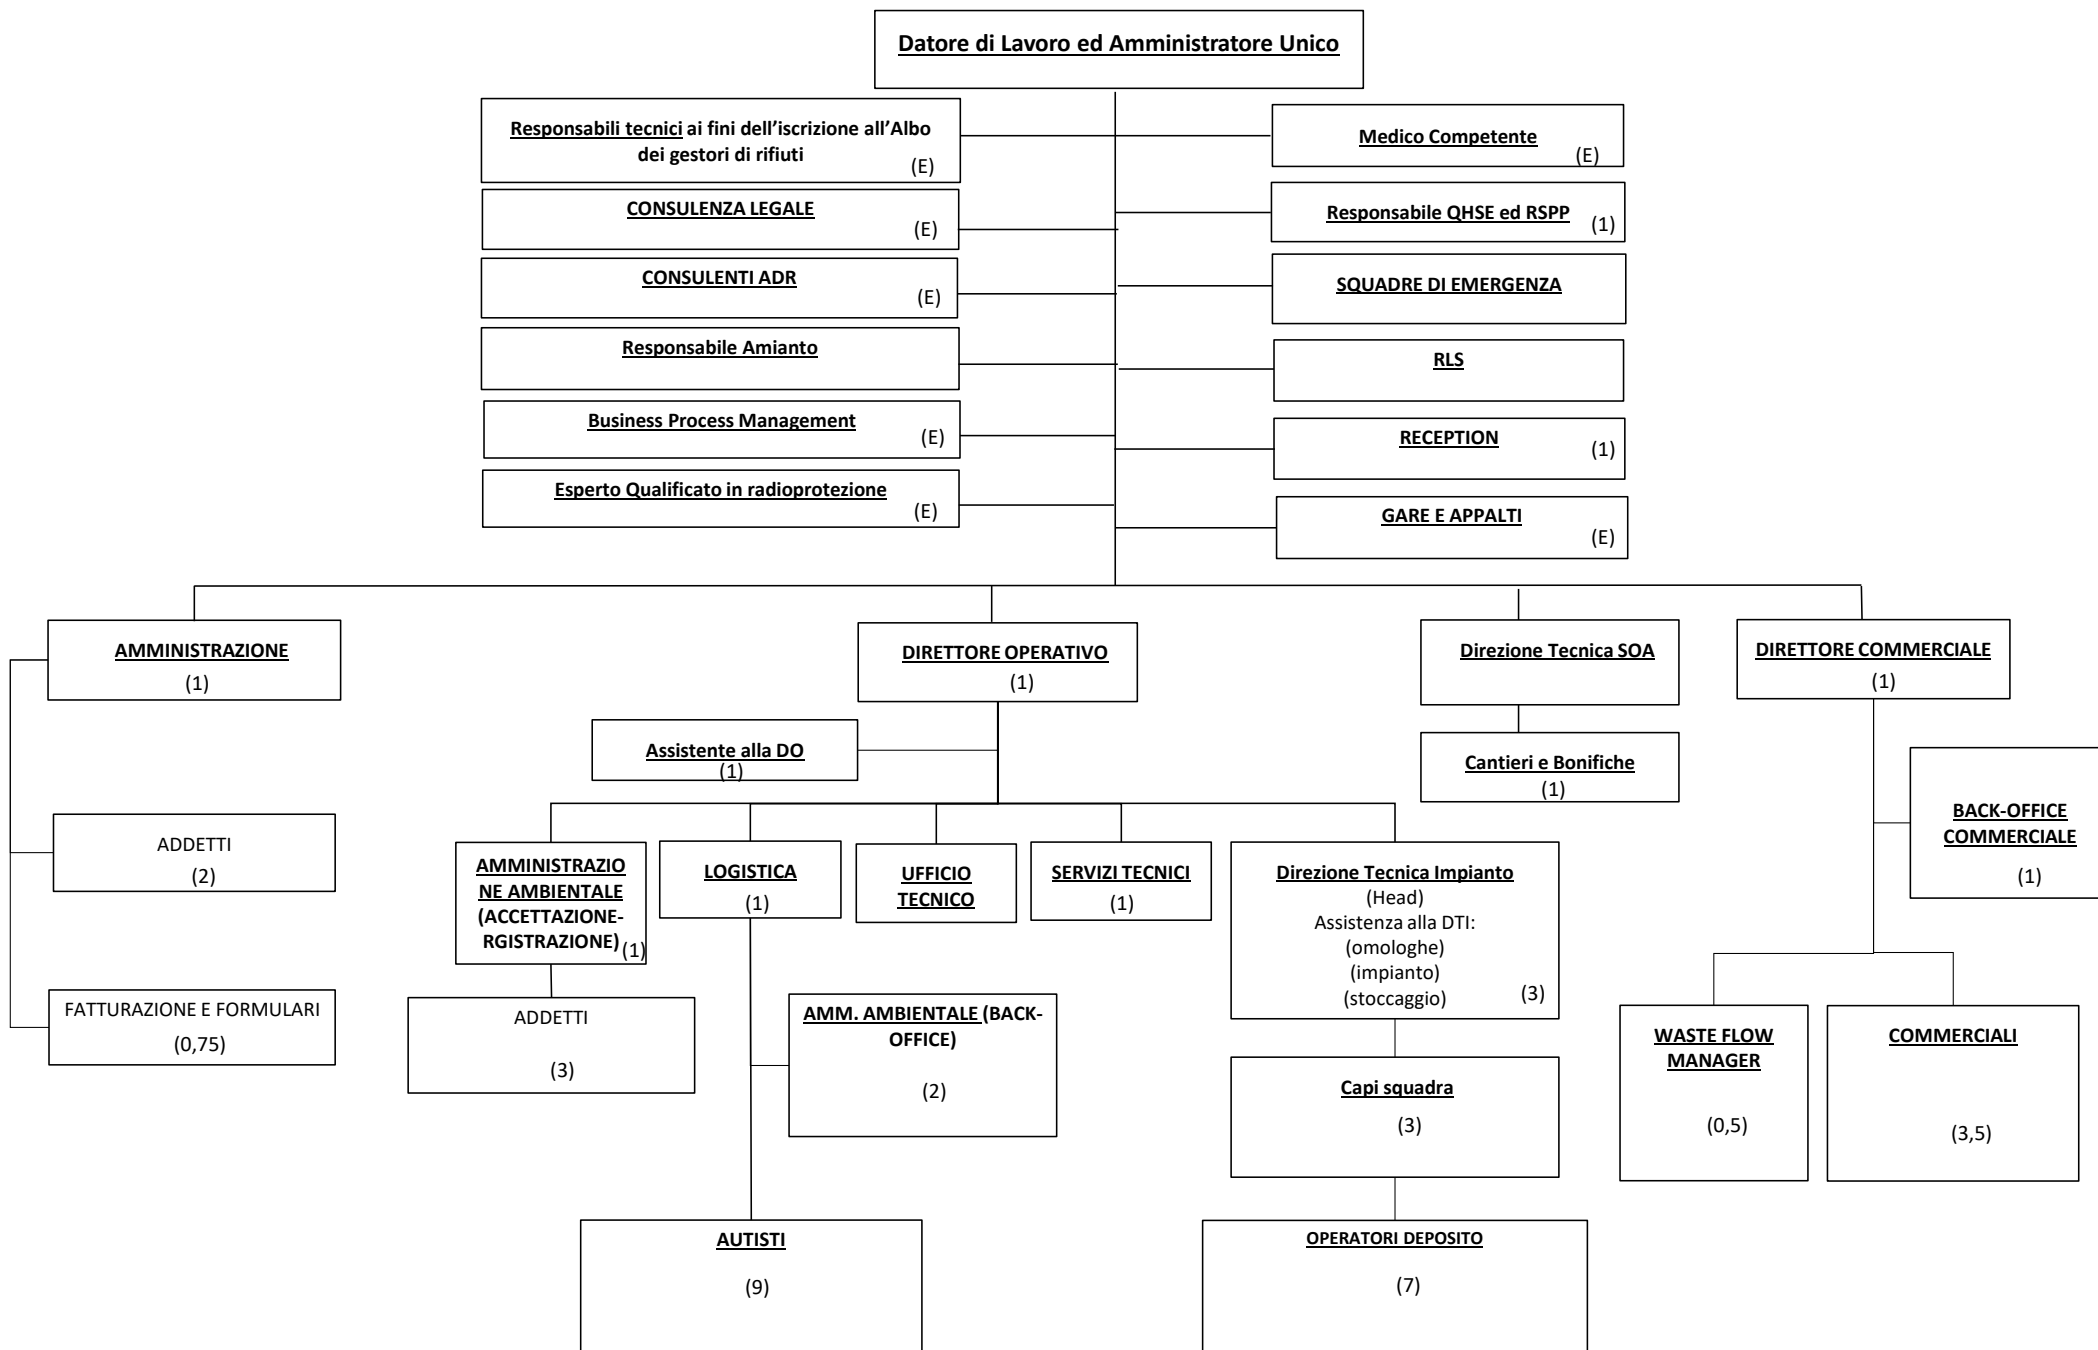 Datore di Lavoro ed Amministratore Unico
Responsabili tecnici ai fini dell’iscrizione all’Albo
dei gestori di rifiuti
(E)
Medico Competente
(E)
CONSULENZA LEGALE
(E)
Responsabile QHSE ed RSPP
(1)
CONSULENTI ADR
(E)
SQUADRE DI EMERGENZA
Responsabile Amianto
RLS
Business Process Management
(E)
RECEPTION
(1)
Esperto Qualificato in radioprotezione
(E)
GARE E APPALTI
(E)
AMMINISTRAZIONE
(1)
DIRETTORE OPERATIVO
(1)
Direzione Tecnica SOA
DIRETTORE COMMERCIALE
(1)
Assistente alla DO
(1)
Cantieri e Bonifiche
(1)
BACK-OFFICE
COMMERCIALE
(1)
ADDETTI
(2)
AMMINISTRAZIO
NE AMBIENTALE
(ACCETTAZIONE-
RGISTRAZIONE)
(1)
LOGISTICA
(1)
UFFICIO
TECNICO
SERVIZI TECNICI
(1)
Direzione Tecnica Impianto
(Head)
Assistenza alla DTI:
(omologhe)
(impianto)
(stoccaggio)
(3)
FATTURAZIONE E FORMULARI
(0,75)
ADDETTI
(3)
AMM. AMBIENTALE (BACK-
OFFICE)
(2)
Capi squadra
(3)
WASTE FLOW
MANAGER
(0,5)
COMMERCIALI
(3,5)
AUTISTI
(9)
OPERATORI DEPOSITO
(7)